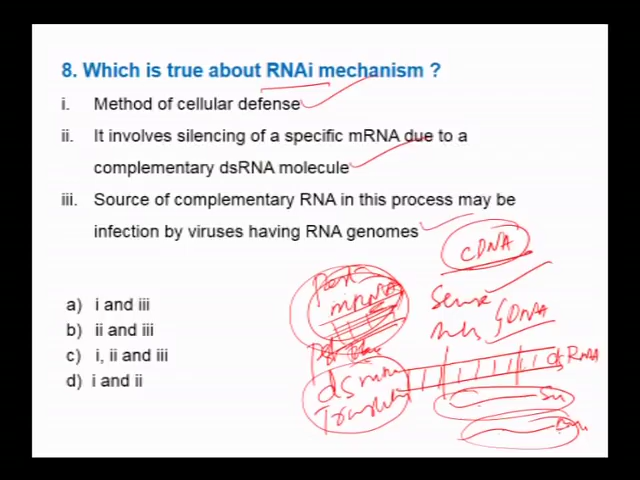 8. Which is true about RNAi mechanism ?
i. Method of cellular defense
ii. It involves silencing of a specific mRNA due to a
complementary dsRNA molecule
iii. Source of complementary RNA in this process may be
infection by viruses having RNA genomes
cDNA
Sense
a) i and iii
b) ii and iii
c) i, ii and iii
d) i and ii
mRNA
dsRNA